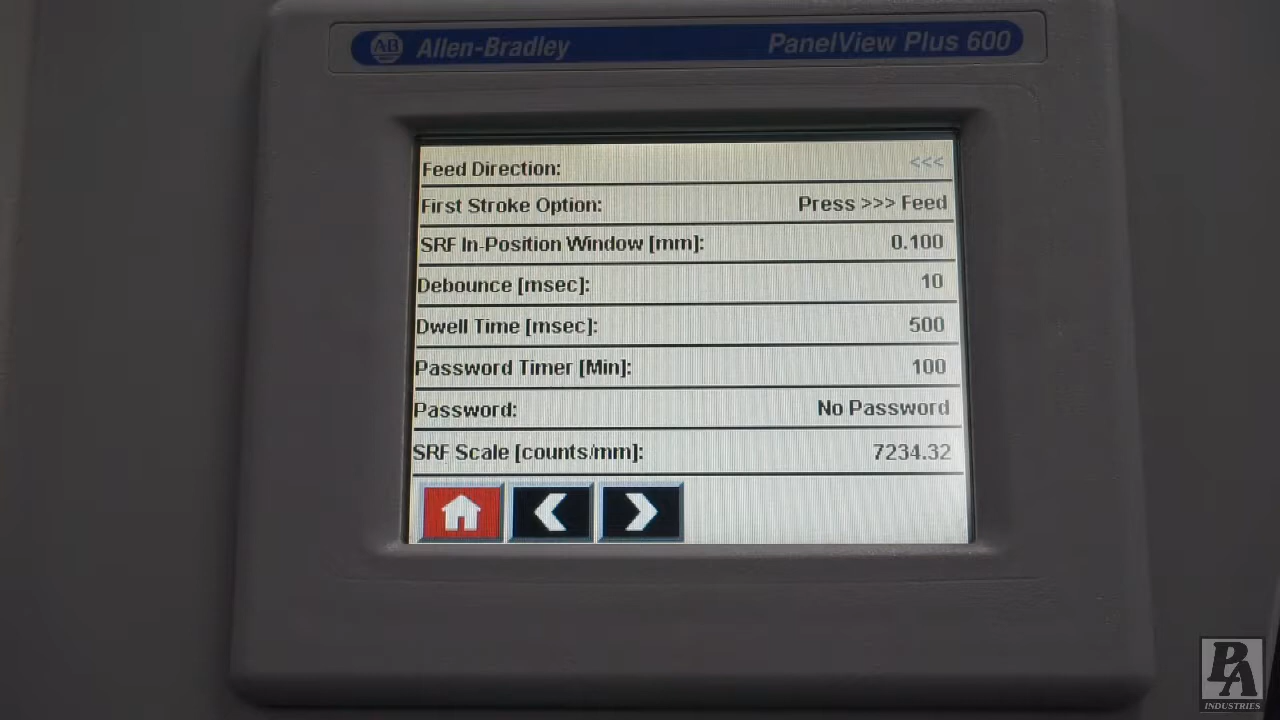 AB Allen-Bradley PanelView Plus 600
Feed Direction: <<<
First Stroke Option: Press >>> Feed
SRF In-Position Window [mm]: 0.100
Debounce [msec]: 10
Dwell Time [msec]: 500
Password Timer [Min]: 100
Password: No Password
SRF Scale [counts/mm]: 7234.32
PA
INDUSTRIES